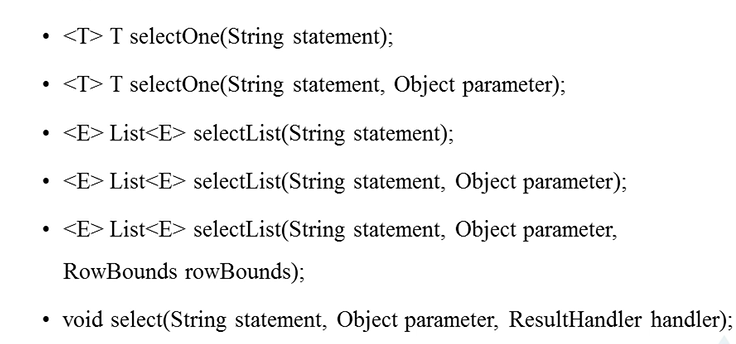 • <T> T selectOne(String statement);
• <T> T selectOne(String statement, Object parameter);
• <E> List<E> selectList(String statement);
• <E> List<E> selectList(String statement, Object parameter);
• <E> List<E> selectList(String statement, Object parameter,
RowBounds rowBounds);
• void select(String statement, Object parameter, ResultHandler handler);